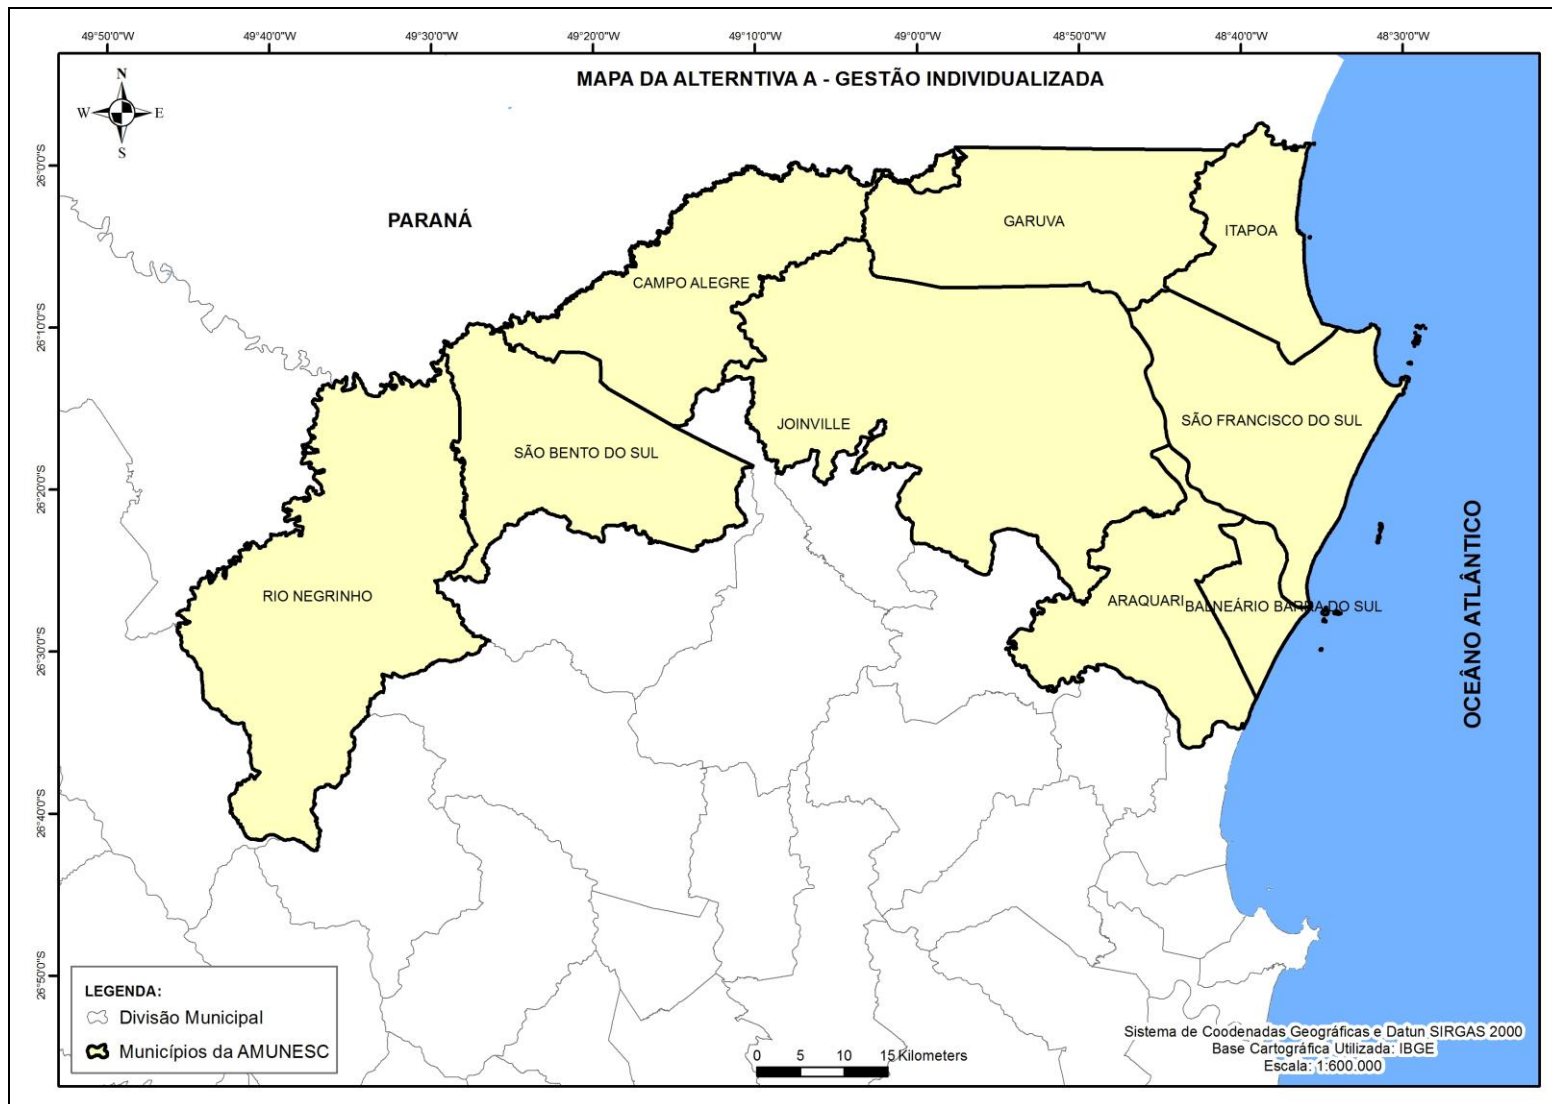 49°50'0"W
49°40'0"W
49°30'0"W
49°20'0"W
49°10'0"W
49°0'0"W
48°50'0"W
48°40'0"W
48°30'0"W
MAPA DA ALTERNTIVA A - GESTÃO INDIVIDUALIZADA
N
W
E
S
26°0'0"S
26°10'0"S
26°20'0"S
26°30'0"S
26°40'0"S
26°50'0"S
PARANÁ
GARUVA
ITAPOA
CAMPO ALEGRE
JOINVILLE
SÃO FRANCISCO DO SUL
SÃO BENTO DO SUL
RIO NEGRINHO
ARAQUARI
BALNEÁRIO BARRA DO SUL
OCEÂNO ATLÂNTICO
LEGENDA:
Divisão Municipal
Municípios da AMUNESC
0 5 10 15 Kilometers
Sistema de Coodenadas Geográficas e Datun SIRGAS 2000
Base Cartográfica Utilizada: IBGE
Escala: 1:600.000